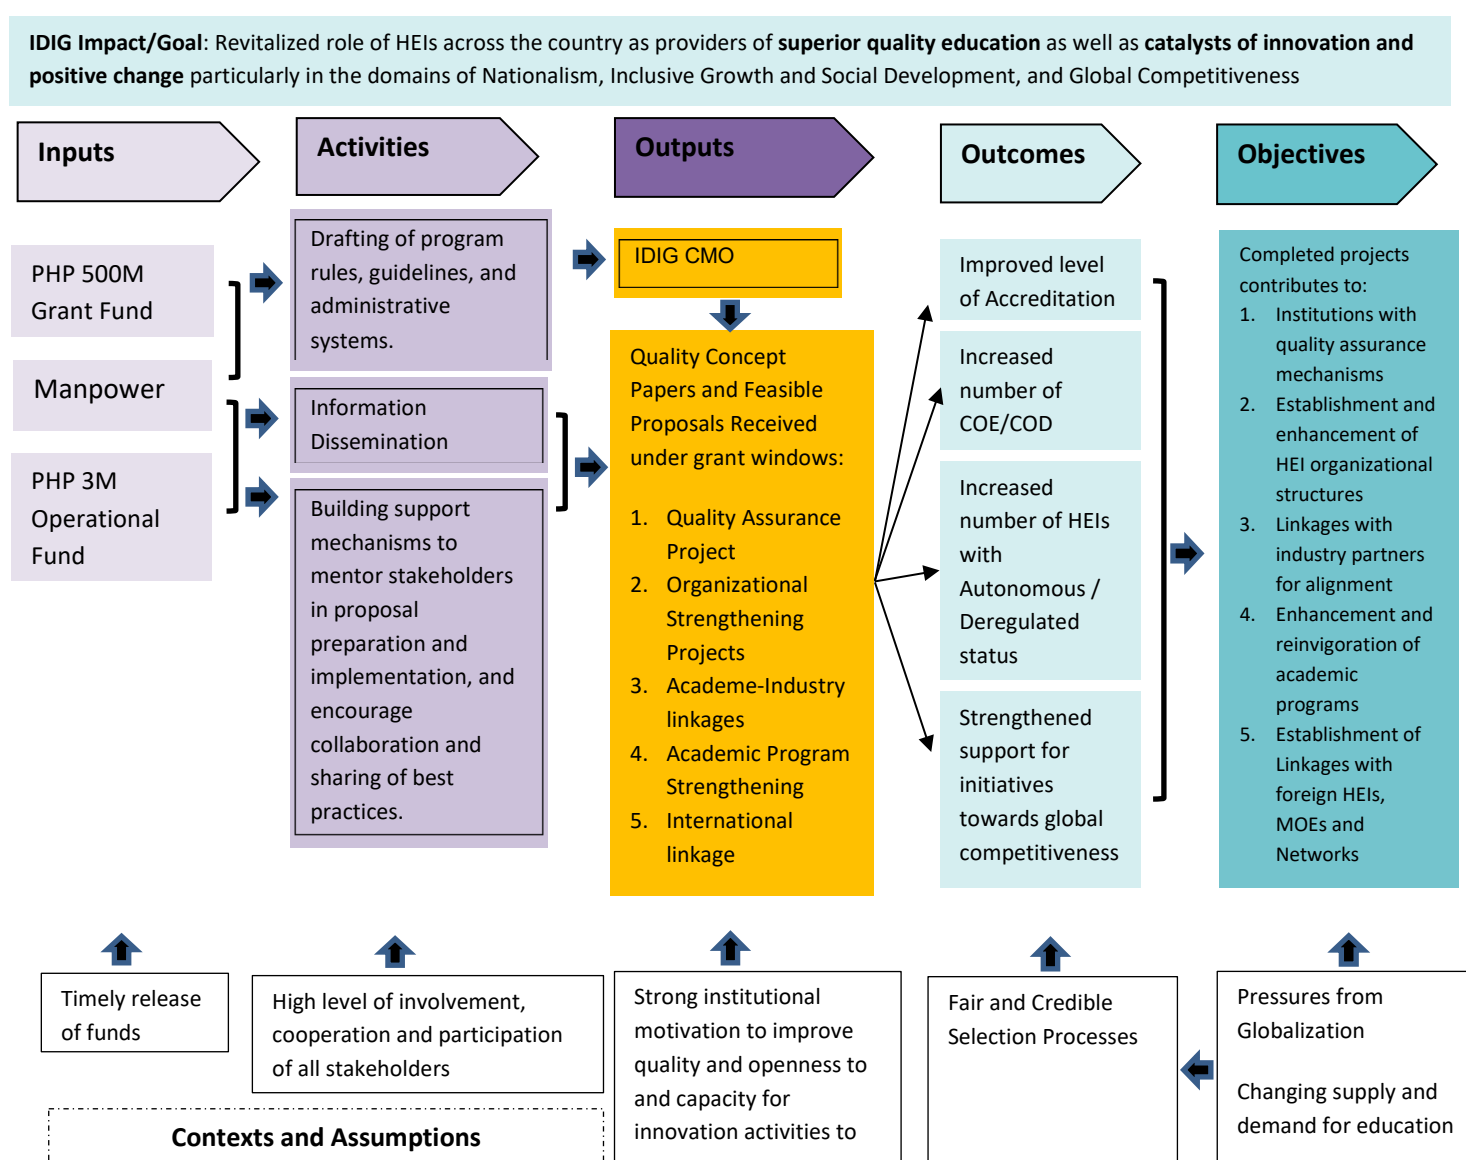 IDIG Impact/Goal: Revitalized role of HEIs across the country as providers of superior quality education as well as catalysts of innovation and
positive change particularly in the domains of Nationalism, Inclusive Growth and Social Development, and Global Competitiveness
Inputs
Activities
Outputs
Outcomes
Objectives
PHP 500M
Grant Fund
Manpower
PHP 3M
Operational
Fund
Drafting of program
rules, guidelines, and
administrative
systems.
Information
Dissemination
Building support
mechanisms to
mentor stakeholders
in proposal
preparation and
implementation, and
encourage
collaboration and
sharing of best
practices.
IDIG CMO
Quality Concept
Papers and Feasible
Proposals Received
under grant windows:
1. Quality Assurance
Project
2. Organizational
Strengthening
Projects
3. Academe-Industry
linkages
4. Academic Program
Strengthening
5. International
linkage
Improved level
of Accreditation
Increased
number of
COE/COD
Increased
number of HEIs
with
Autonomous /
Deregulated
status
Strengthened
support for
initiatives
towards global
competitiveness
Completed projects
contributes to:
1. Institutions with
quality assurance
mechanisms
2. Establishment and
enhancement of
HEI organizational
structures
3. Linkages with
industry partners
for alignment
4. Enhancement and
reinvigoration of
academic
programs
5. Establishment of
Linkages with
foreign HEIs,
MOEs and
Networks
Timely release
of funds
High level of involvement,
cooperation and participation
of all stakeholders
Strong institutional
motivation to improve
quality and openness to
and capacity for
innovation activities to
Fair and Credible
Selection Processes
Pressures from
Globalization
Changing supply and
demand for education
Contexts and Assumptions